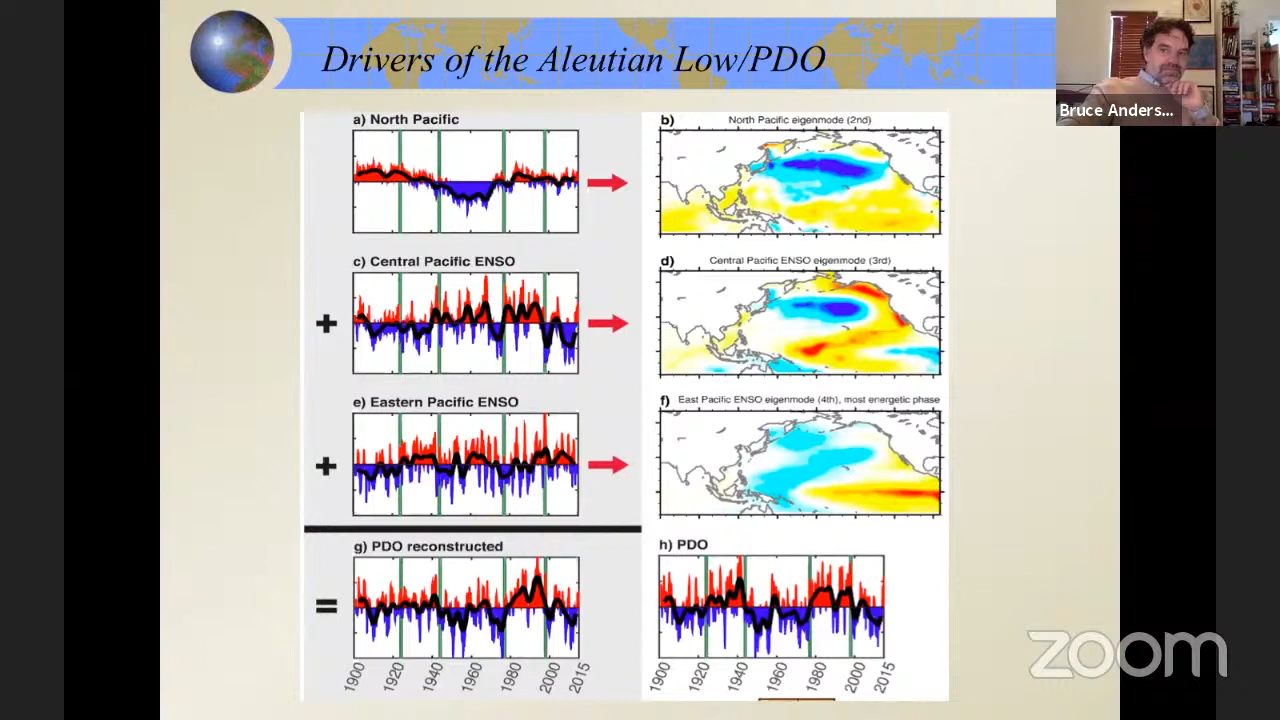 Drivers of the Aleutian Low/PDO
Bruce Anders...
a) North Pacific
b) North Pacific eigenmode (2nd)
c) Central Pacific ENSO
d) Central Pacific ENSO eigenmode (3rd)
+
e) Eastern Pacific ENSO
f) East Pacific ENSO eigenmode (4th), most energetic phase
+
g) PDO reconstructed
h) PDO
=
1900 1920 1940 1960 1980 2000 2015
1900 1920 1940 1960 1980 2000 2015
zoom